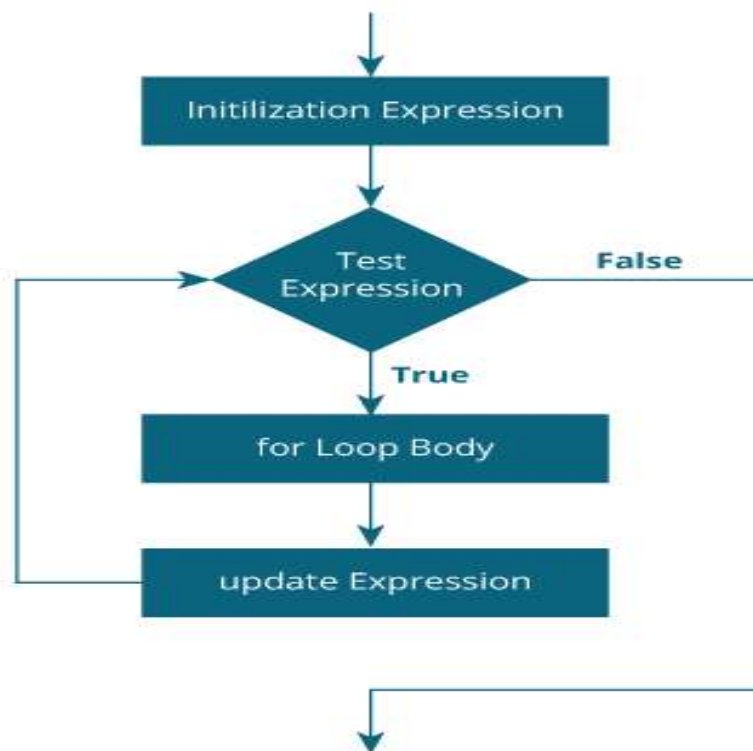 Initilization Expression
Test
Expression
False
True
for Loop Body
update Expression